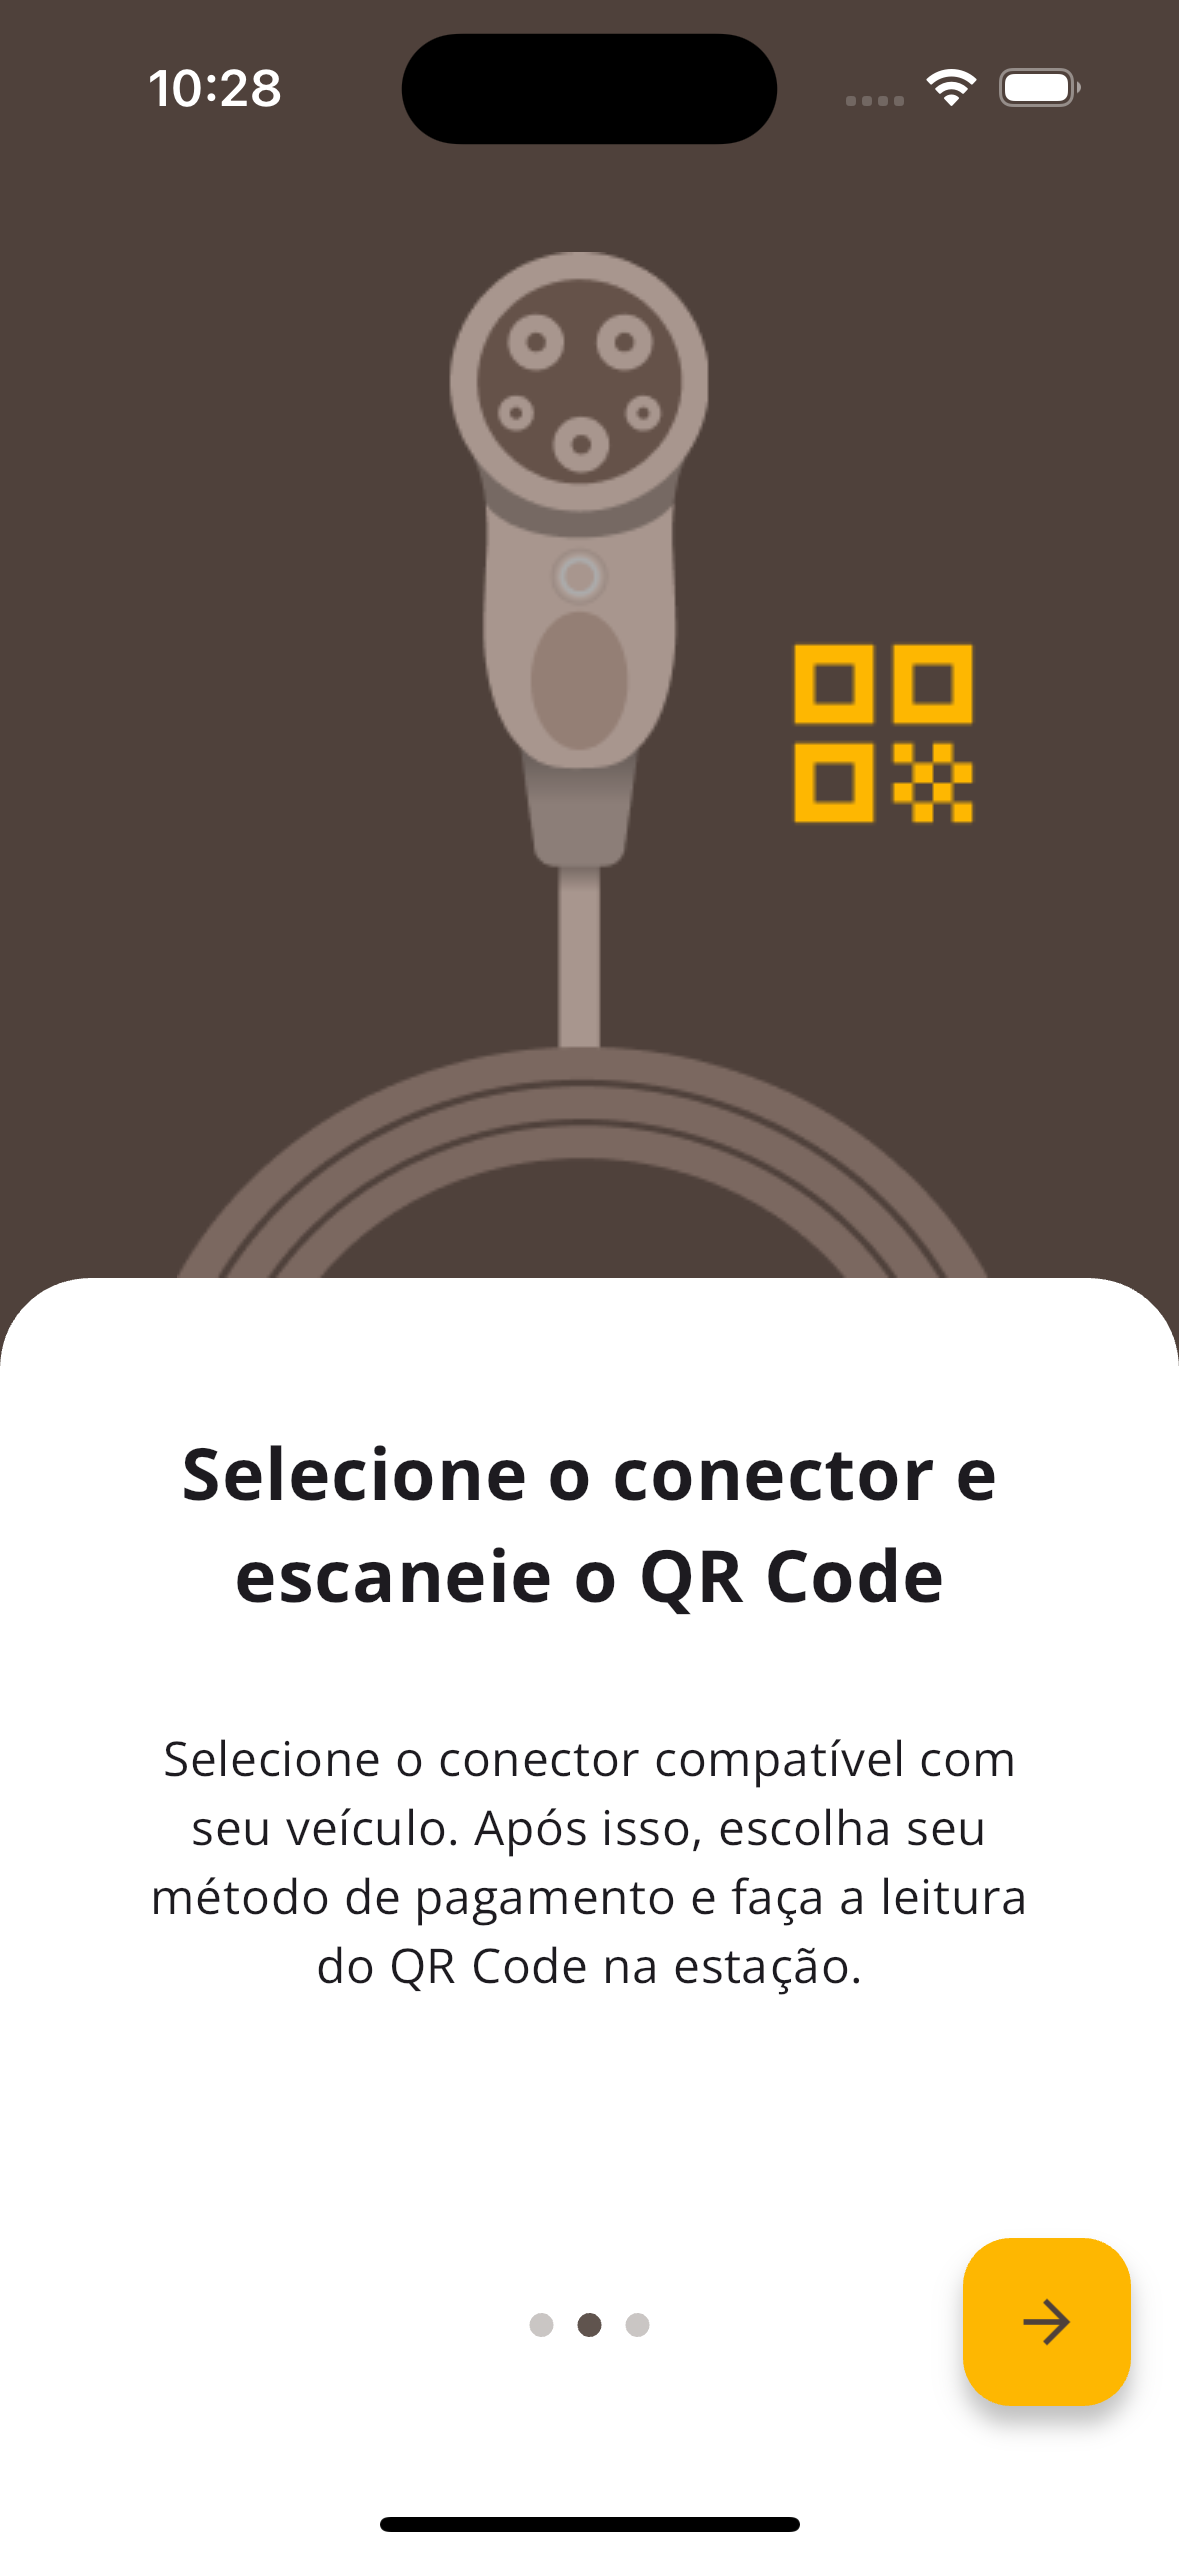 10:28
Selecione o conector e
escaneie o QR Code
Selecione o conector compatível com
seu veículo. Após isso, escolha seu
método de pagamento e faça a leitura
do QR Code na estação.